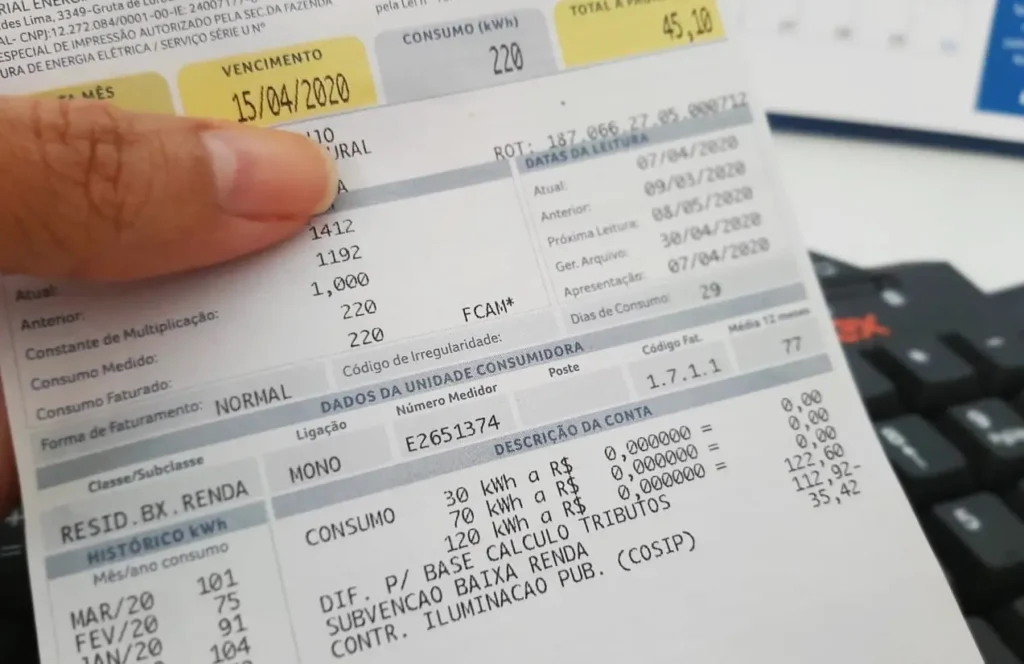 des Lima, 3349-Gruta de
CNPJ:12.272.084/0001-00-IE:
ESPECIAL DE IMPRESSÃO AUTORIZADO PELA SEC.DA FAZENDA
DE ENERGIA ELÉTRICA / SERVIÇO SÉRIE U Nº
MÊS
VENCIMENTO
15/04/2020
CONSUMO (kWh)
220
TOTAL A
45,10
URAL
ROT: 187.066.27.05.000712
DATAS DA LEITURA
Atual: 07/04/2020
Anterior: 09/03/2020
Próxima Leitura: 08/05/2020
Ger. Arquivo: 30/04/2020
Apresentação: 07/04/2020
Dias de Consumo: 29
Atual: 1412
Anterior: 1192
Constante de Multiplicação: 1,000
Consumo Medido: 220
Consumo Faturado: 220
FCAM*
Forma de Faturamento: NORMAL
Código de Irregularidade:
DADOS DA UNIDADE CONSUMIDORA
Classe/Subclasse
RESID.BX.RENDA
Ligação
MONO
Número Medidor
E2651374
Poste
Código Fat.
1.7.1.1
Média 12 meses
77
HISTÓRICO kWh
Mês/ano consumo
MAR/20 101
FEV/20 75
JAN/20 91
104
DESCRIÇÃO DA CONTA
CONSUMO 30 kWh a R$ 0,000000 = 0,00
70 kWh a R$ 0,000000 = 0,00
120 kWh a R$ 0,000000 = 0,00
DIF. P/ BASE CALCULO TRIBUTOS 122,60
SUBVENCAO BAIXA RENDA 112,92-
CONTR. ILUMINACAO PUB. (COSIP) 35,42